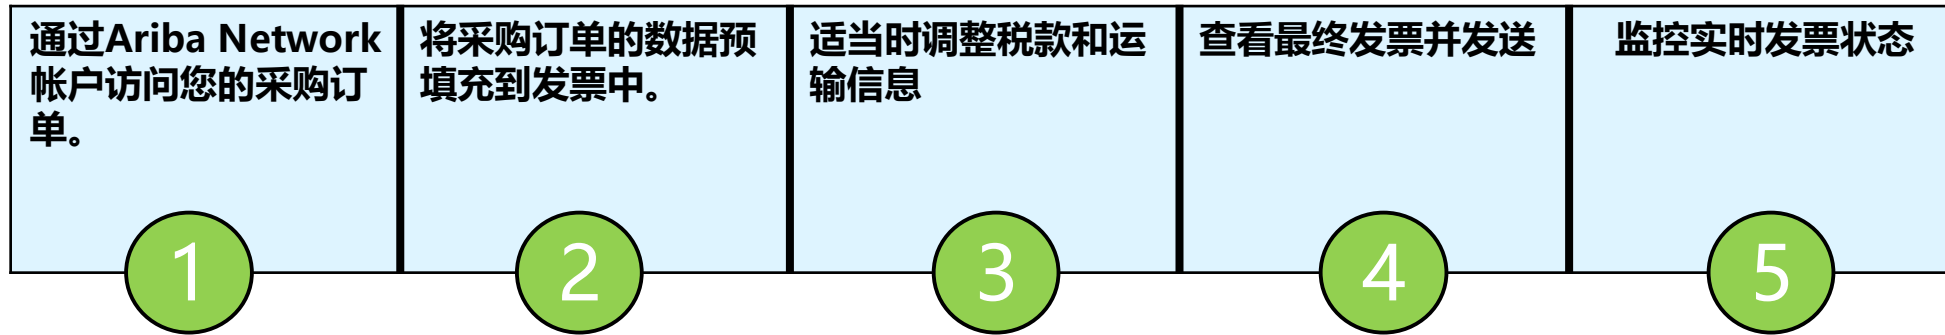 通过Ariba Network
帐户访问您的采购订
单。
将采购订单的数据预
填充到发票中。
适当时调整税款和运
输信息
查看最终发票并发送
监控实时发票状态
1
2
3
4
5